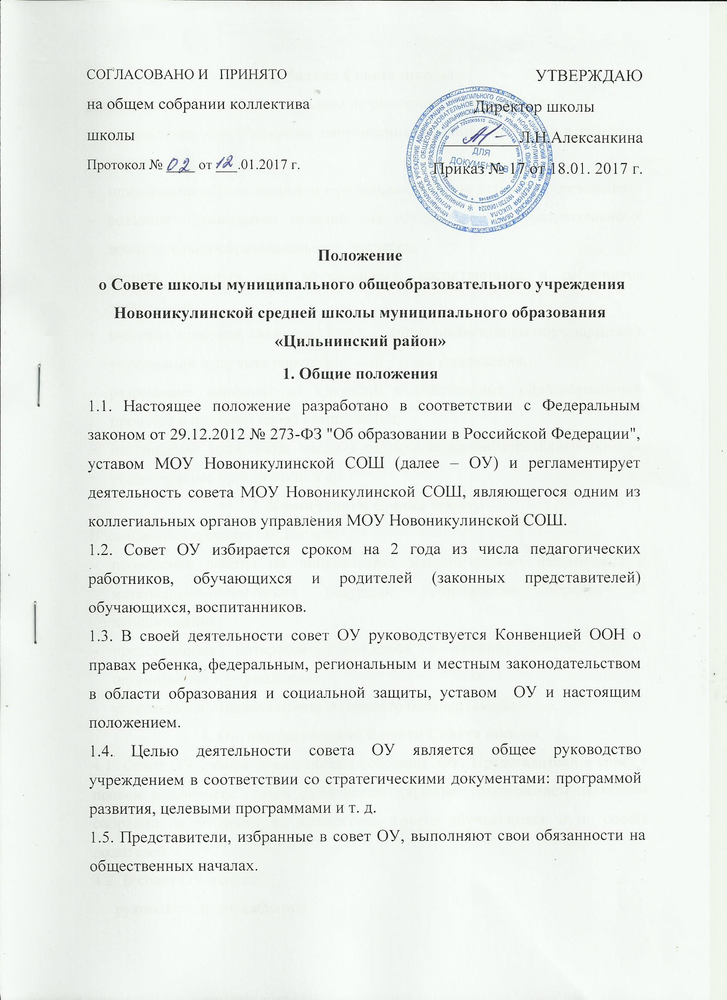 СОГЛАСОВАНО И ПРИНЯТО
на общем собрании коллектива
школы
Протокол № 02 от 12.01.2017 г.
УТВЕРЖДАЮ
Директор школы
Л.Н.Алексанкина
Приказ № 17 от 18.01. 2017 г.
ДЛЯ
ДОКУМЕНТОВ
Положение
о Совете школы муниципального общеобразовательного учреждения
Новоникулинской средней школы муниципального образования
«Цильнинский район»
1. Общие положения
1.1. Настоящее положение разработано в соответствии с Федеральным
законом от 29.12.2012 № 273-ФЗ "Об образовании в Российской Федерации",
уставом МОУ Новоникулинской СОШ (далее – ОУ) и регламентирует
деятельность совета МОУ Новоникулинской СОШ, являющегося одним из
коллегиальных органов управления МОУ Новоникулинской СОШ.
1.2. Совет ОУ избирается сроком на 2 года из числа педагогических
работников, обучающихся и родителей (законных представителей)
обучающихся, воспитанников.
1.3. В своей деятельности совет ОУ руководствуется Конвенцией ООН о
правах ребенка, федеральным, региональным и местным законодательством
в области образования и социальной защиты, уставом ОУ и настоящим
положением.
1.4. Целью деятельности совета ОУ является общее руководство
учреждением в соответствии со стратегическими документами: программой
развития, целевыми программами и т. д.
1.5. Представители, избранные в совет ОУ, выполняют свои обязанности на
общественных началах.